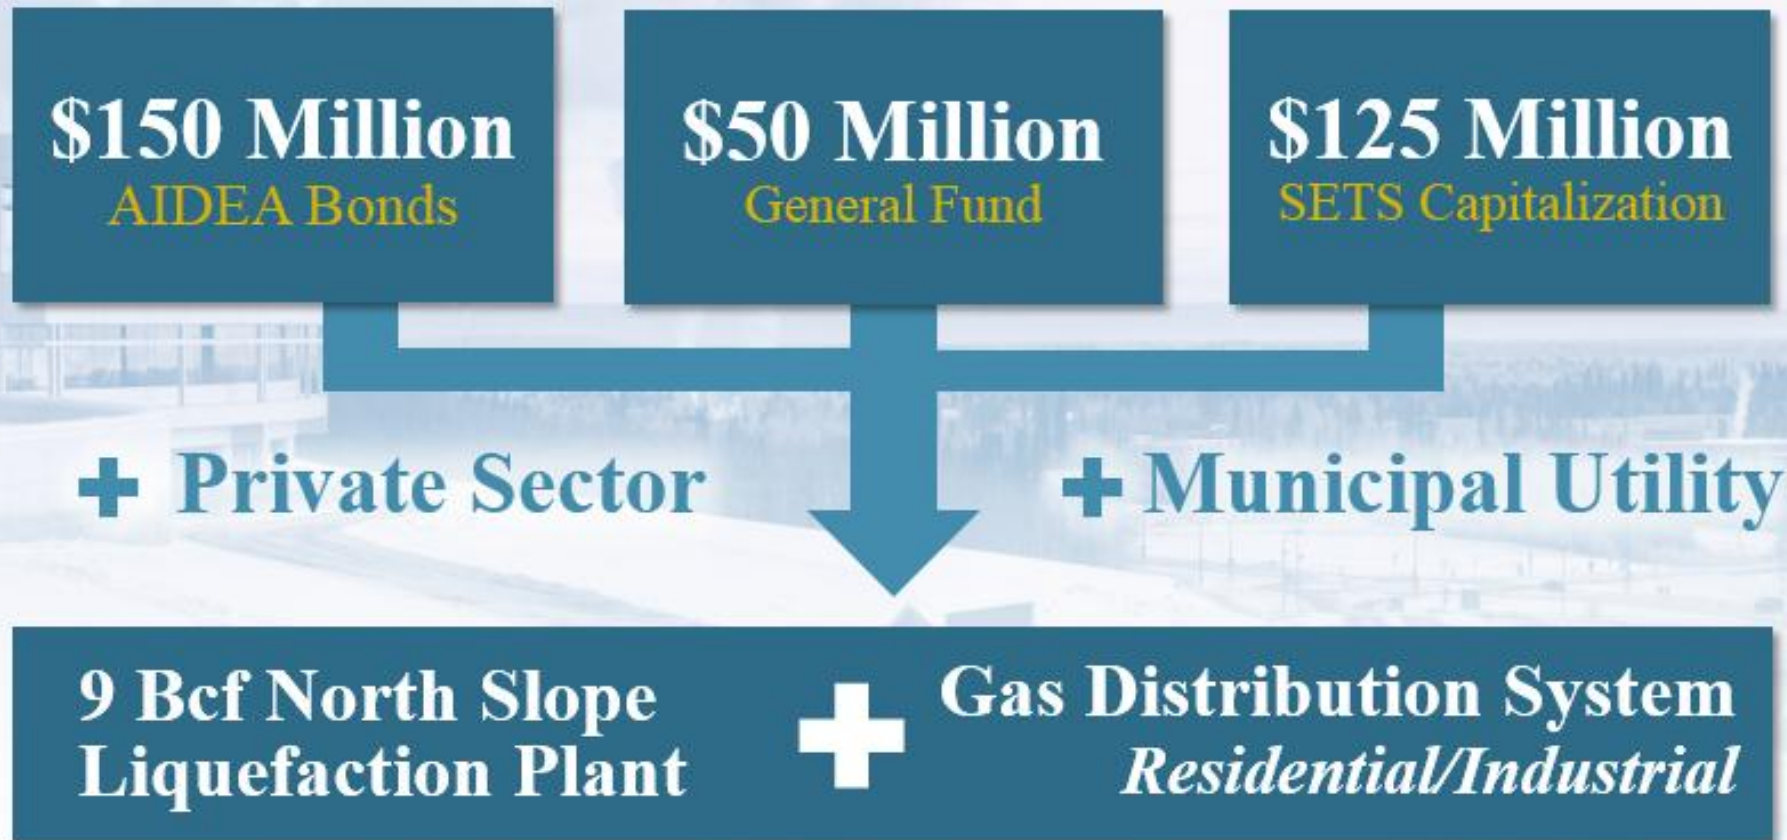 $150 Million
AIDEA Bonds
$50 Million
General Fund
$125 Million
SETS Capitalization
+ Private Sector
+ Municipal Utility
9 Bcf North Slope
Liquefaction Plant
+
Gas Distribution System
Residential/Industrial